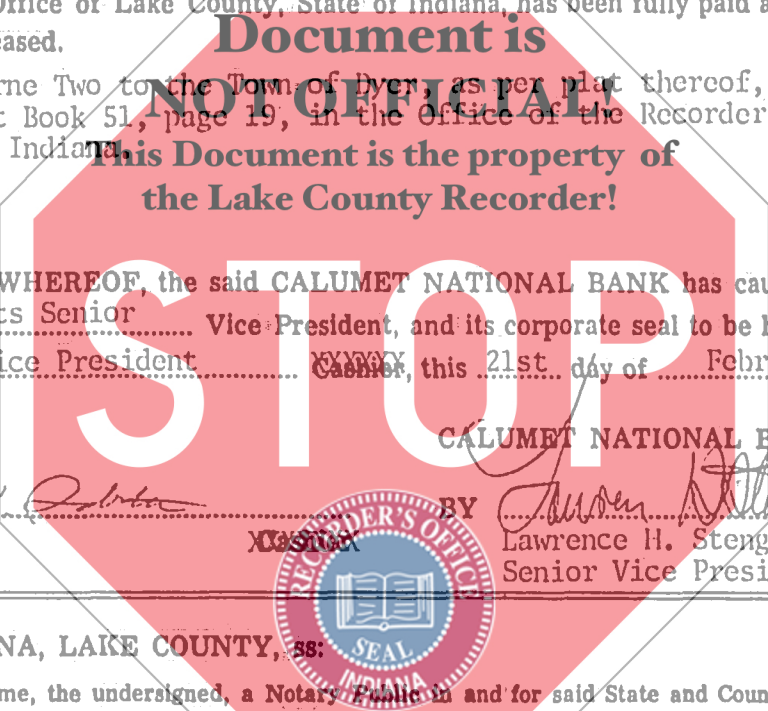 Office of Lake County, State of Indiana, has been fully paid a
eased.
Document is
rne Two to the Town of Dyer, as per plat thereof,
NOT OFFICIAL!
t Book 51, page 19, in the Office of the Recorder
Indiana.
This Document is the property of
the Lake County Recorder!
STOP
WHEREOF, the said CALUMET NATIONAL BANK has cau
ts Senior Vice President, and its corporate seal to be h
ice President Cashier, this 21st day of Febr
CALUMET NATIONAL B
BY
Cashier
Lawrence H. Steng
Senior Vice Presi
RECORDER'S OFFICE
SEAL
INDIANA
NA, LAKE COUNTY, ss:
me, the undersigned, a Notary Public in and for said State and Coun